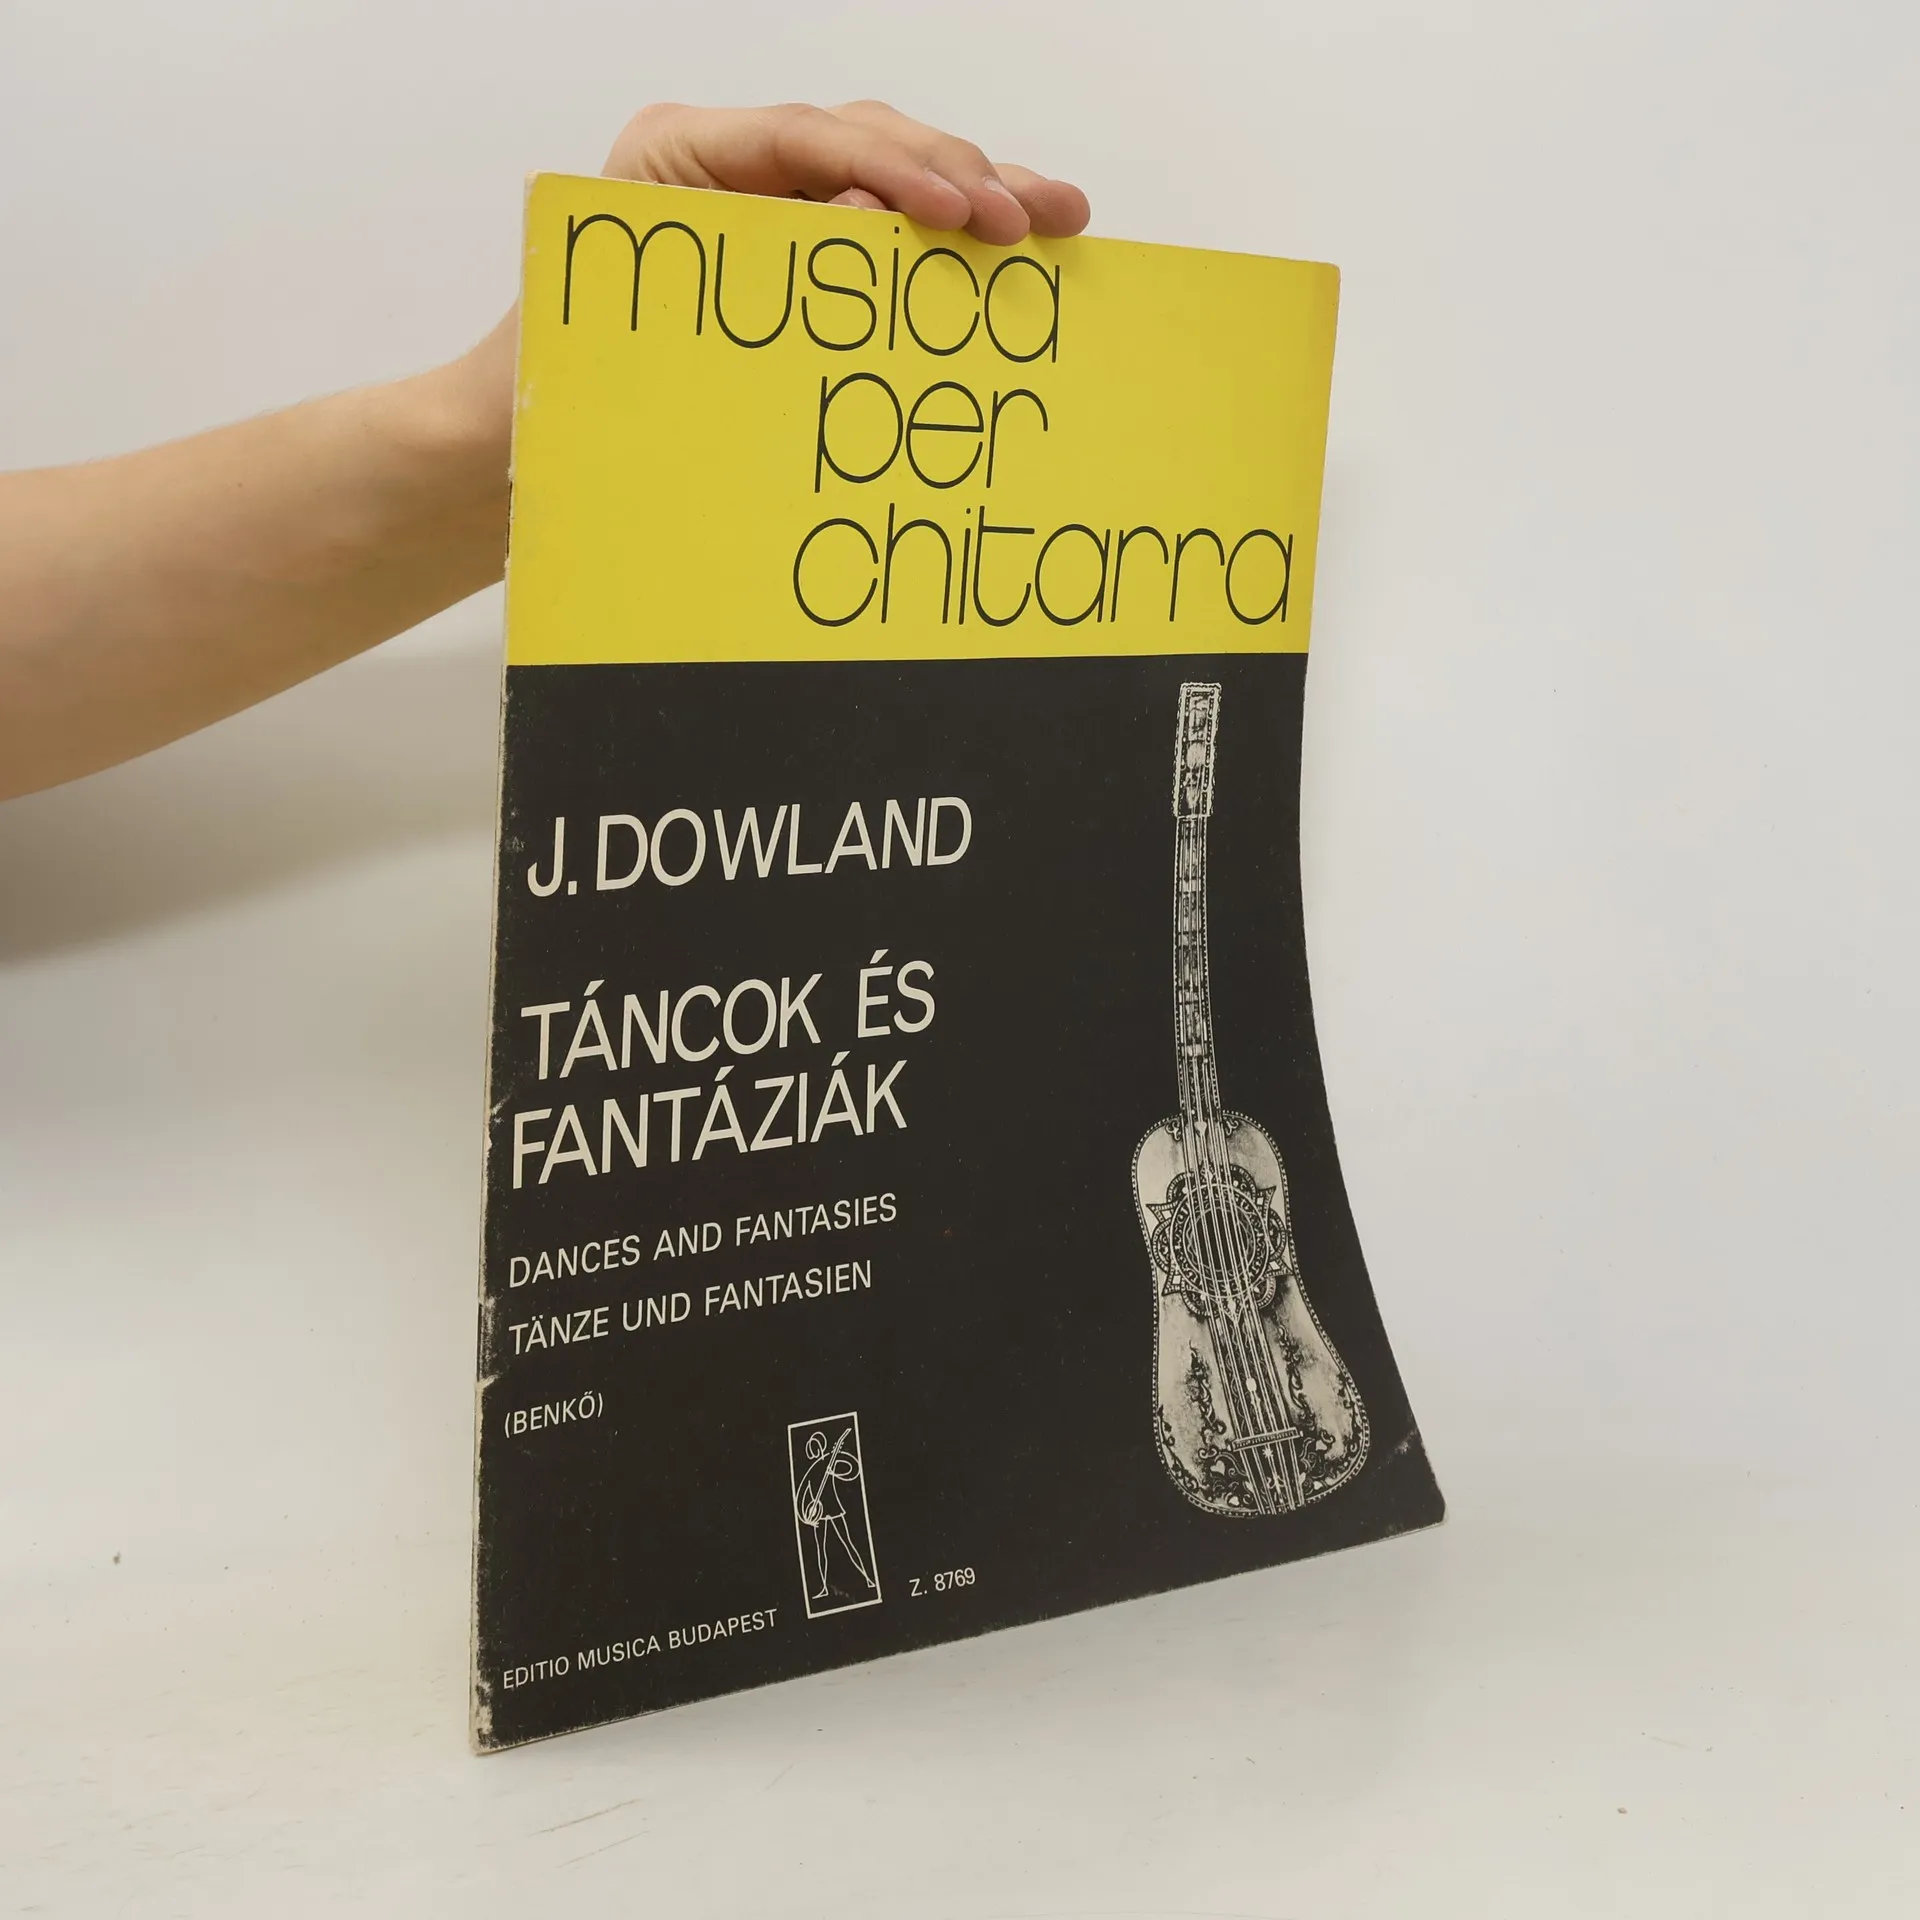 musica
per
chitarra
J. DOWLAND
TÁNCOK ÉS
FANTÁZIÁK
DANCES AND FANTASIES
TÄNZE UND FANTASIEN
(BENKŐ)
EDITIO MUSICA BUDAPEST
Z. 8769